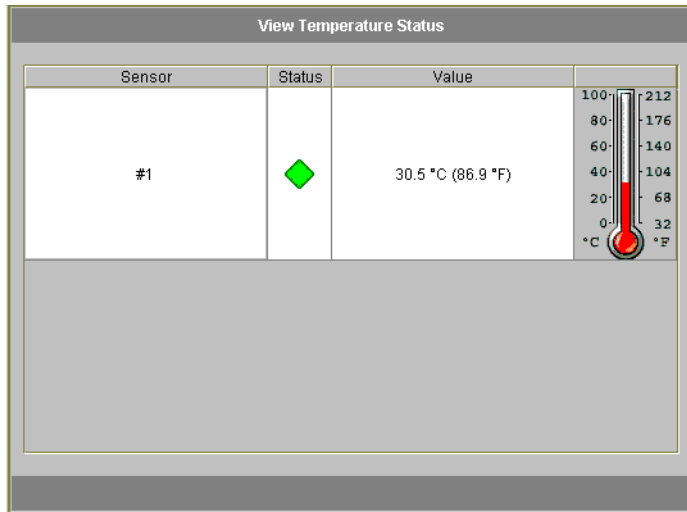 View Temperature Status
Sensor Status Value
#1 30.5 °C (86.9 °F)
100 212
80 176
60 140
40 104
20 68
0 32
°C °F